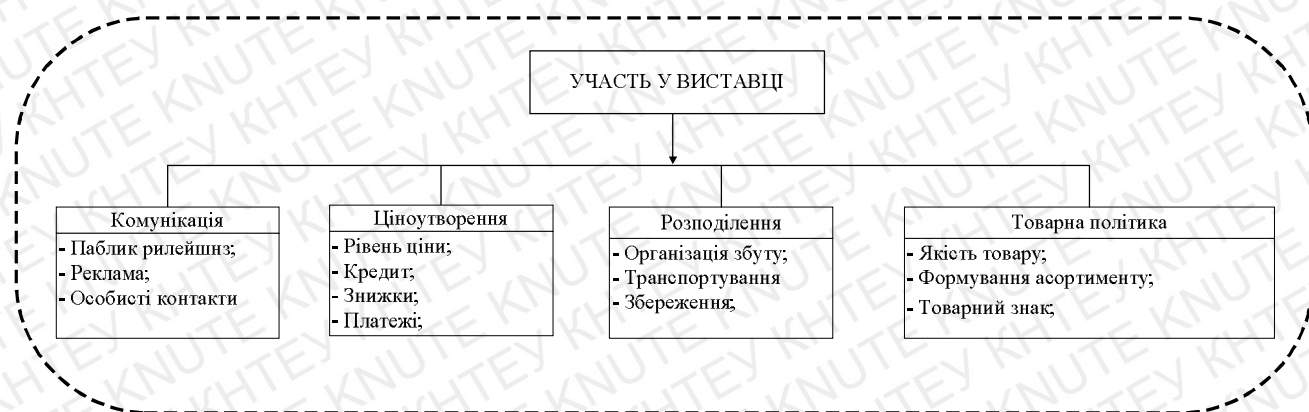 УЧАСТЬ У ВИСТАВЦІ
Комунікація
- Паблик рилейшнз;
- Реклама;
- Особисті контакти
Ціноутворення
- Рівень ціни;
- Кредит;
- Знижки;
- Платежі;
Розподілення
- Організація збуту;
- Транспортування
- Збереження;
Товарна політика
- Якість товару;
- Формування асортименту;
- Товарний знак;